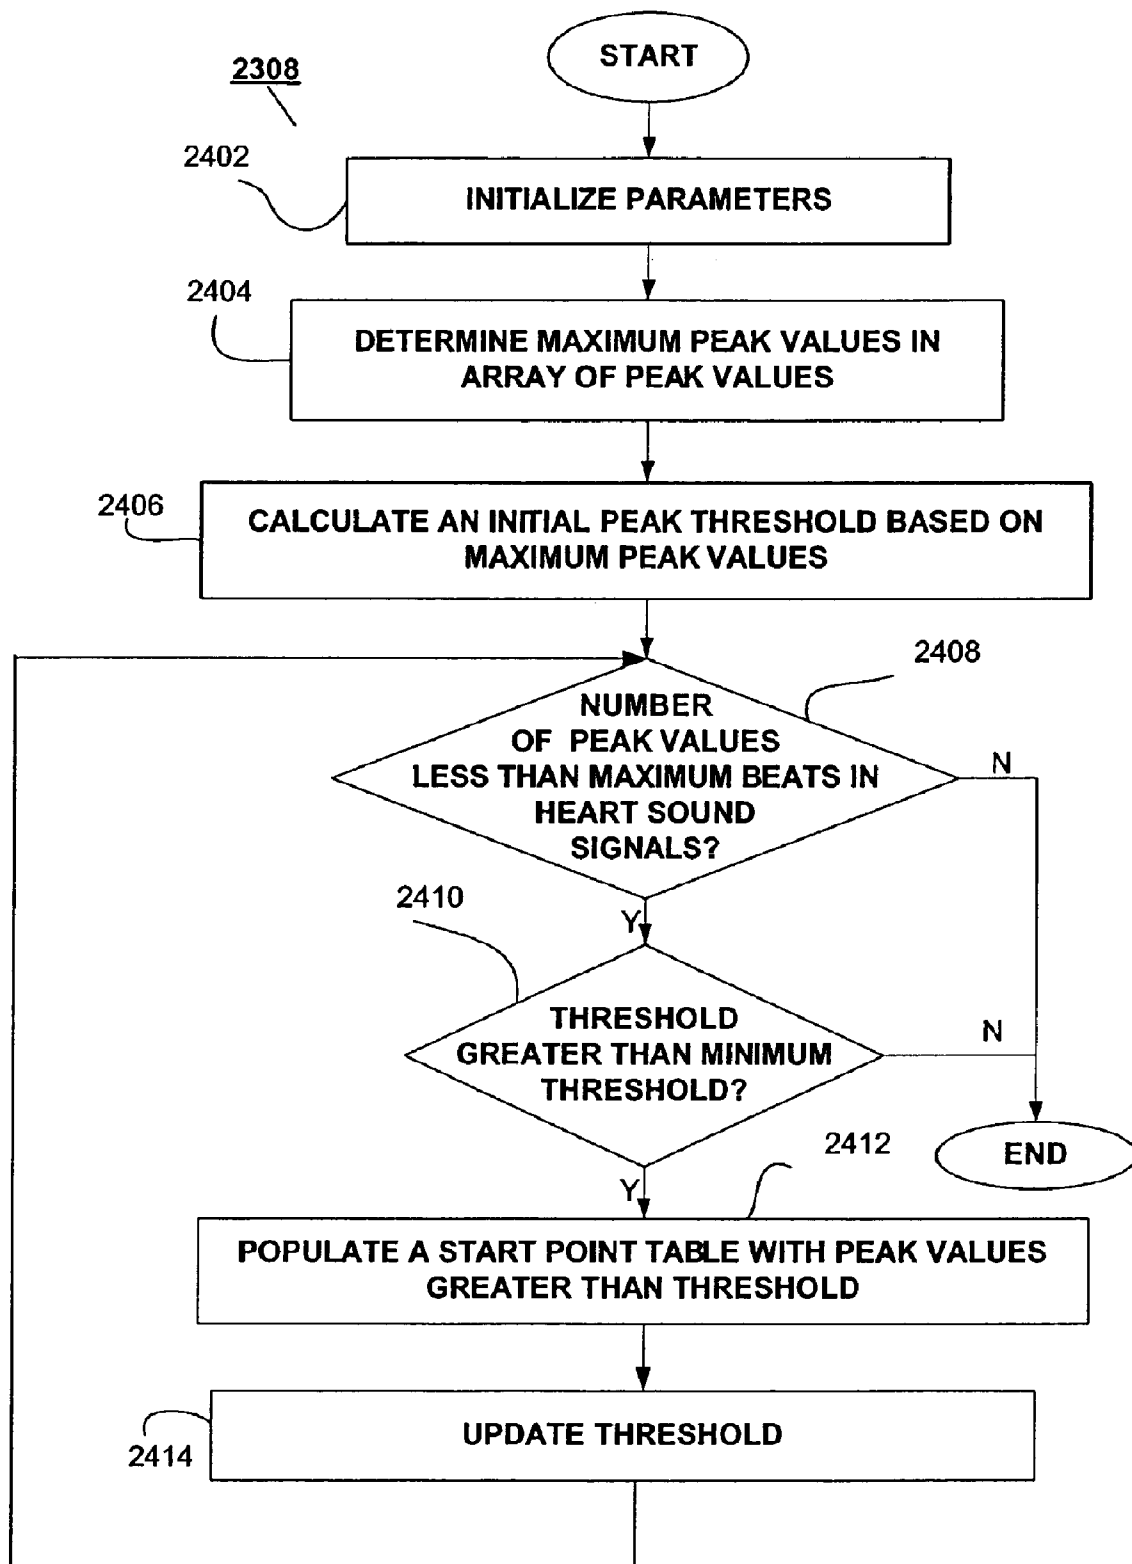 START
2308
2402
INITIALIZE PARAMETERS
2404
DETERMINE MAXIMUM PEAK VALUES IN
ARRAY OF PEAK VALUES
2406
CALCULATE AN INITIAL PEAK THRESHOLD BASED ON
MAXIMUM PEAK VALUES
2408
NUMBER
OF PEAK VALUES
LESS THAN MAXIMUM BEATS IN
HEART SOUND
SIGNALS?
N
Y
2410
THRESHOLD
GREATER THAN MINIMUM
THRESHOLD?
N
Y
END
2412
POPULATE A START POINT TABLE WITH PEAK VALUES
GREATER THAN THRESHOLD
2414
UPDATE THRESHOLD